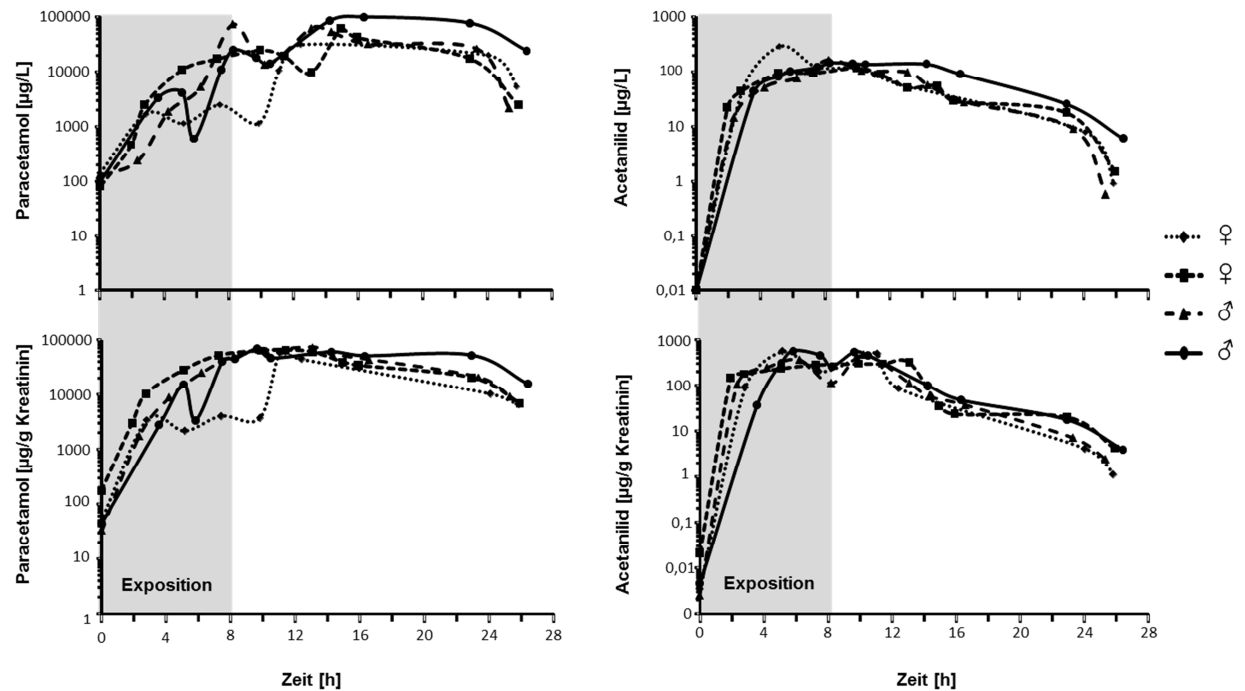 Paracetamol [µg/L]
100000
10000
1000
100
10
1
Acetanilid [µg/L]
1000
100
10
1
0,1
0,01
♀
♀
♂
♂
Paracetamol [µg/g Kreatinin]
100000
10000
1000
100
10
1
Exposition
0 4 8 12 16 20 24 28
Zeit [h]
Acetanilid [µg/g Kreatinin]
1000
100
10
1
0,1
0,01
0
Exposition
0 4 8 12 16 20 24 28
Zeit [h]